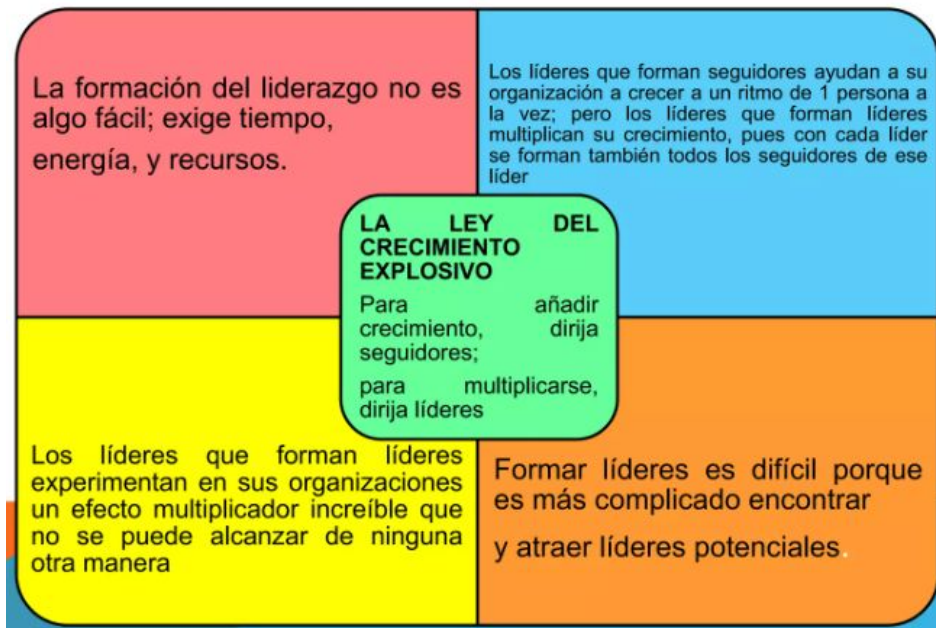 La formación del liderazgo no es
algo fácil; exige tiempo,
energía, y recursos.
Los líderes que forman seguidores ayudan a su
organización a crecer a un ritmo de 1 persona a
la vez; pero los líderes que forman líderes
multiplican su crecimiento, pues con cada líder
se forman también todos los seguidores de ese
líder
LA LEY DEL
CRECIMIENTO
EXPLOSIVO
Para añadir
crecimiento, dirija
seguidores;
para multiplicarse,
dirija líderes
Los líderes que forman líderes
experimentan en sus organizaciones
un efecto multiplicador increíble que
no se puede alcanzar de ninguna
otra manera
Formar líderes es difícil porque
es más complicado encontrar
y atraer líderes potenciales.